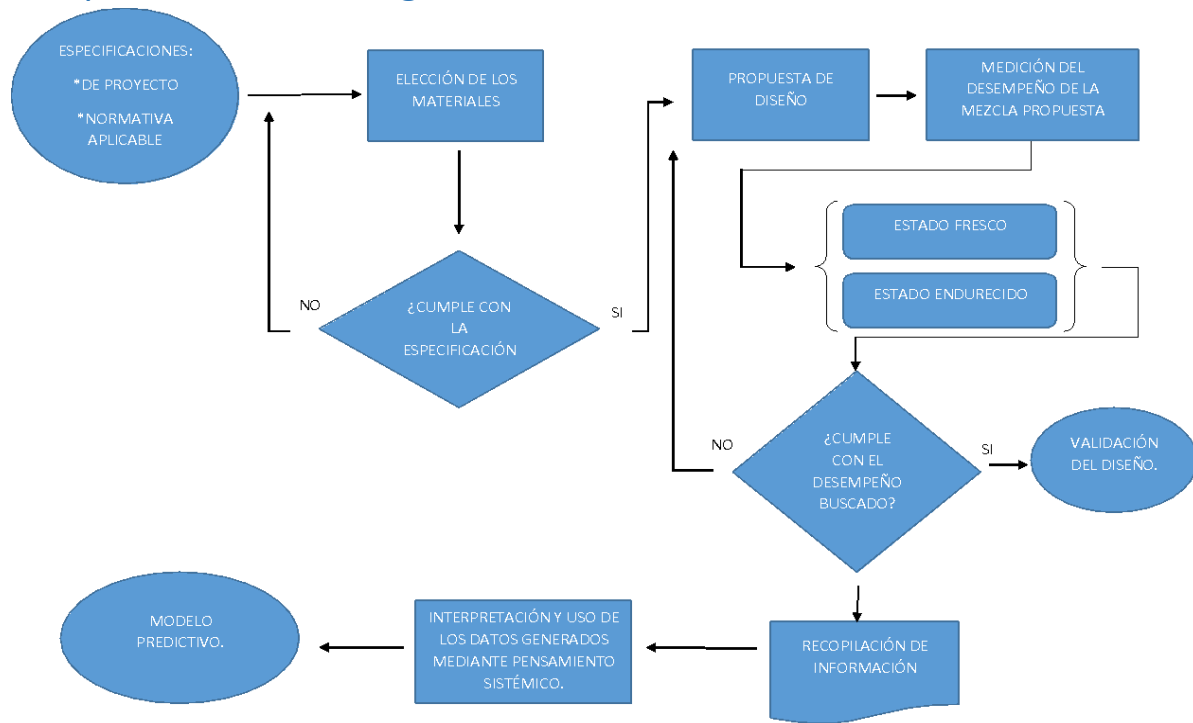 ESPECIFICACIONES:
*DE PROYECTO
*NORMATIVA
APLICABLE
ELECCIÓN DE LOS
MATERIALES
PROPUESTA DE
DISEÑO
MEDICIÓN DEL
DESEMPEÑO DE LA
MEZCLA PROPUESTA
ESTADO FRESCO
ESTADO ENDURECIDO
NO
¿CUMPLE CON
LA
ESPECIFICACIÓN
SI
NO
¿CUMPLE
CON EL
DESEMPEÑO
BUSCADO?
SI
VALIDACIÓN
DEL DISEÑO.
MODELO
PREDICTIVO.
INTERPRETACIÓN Y USO DE
LOS DATOS GENERADOS
MEDIANTE PENSAMIENTO
SISTÉMICO.
RECOPILACIÓN DE
INFORMACIÓN